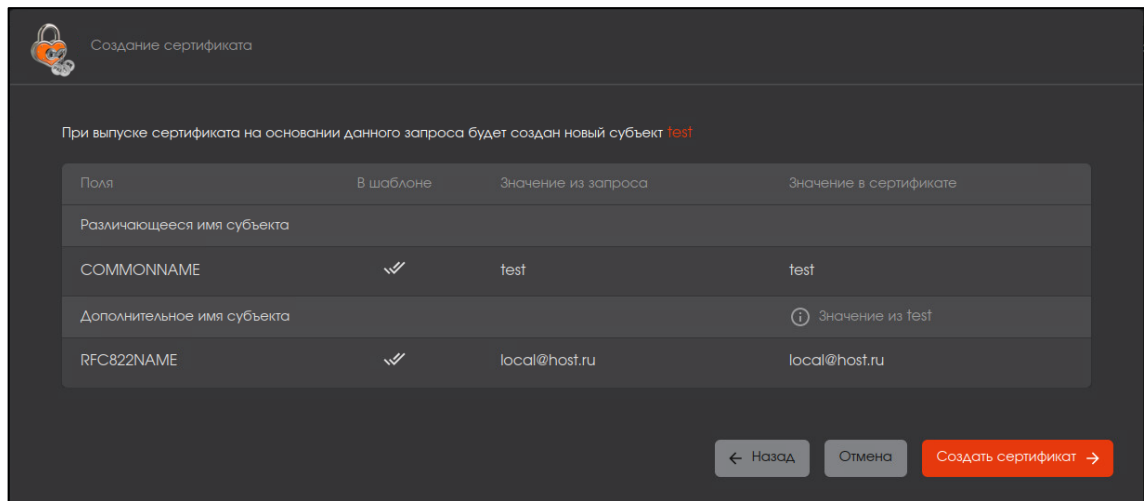 Создание сертификата
При выпуске сертификата на основании данного запроса будет создан новый субъект test
Поля В шаблоне Значение из запроса Значение в сертификате
Различающееся имя субъекта
COMMONNAME test test
Дополнительное имя субъекта Значение из test
RFC822NAME local@host.ru local@host.ru
← Назад Отмена Создать сертификат →